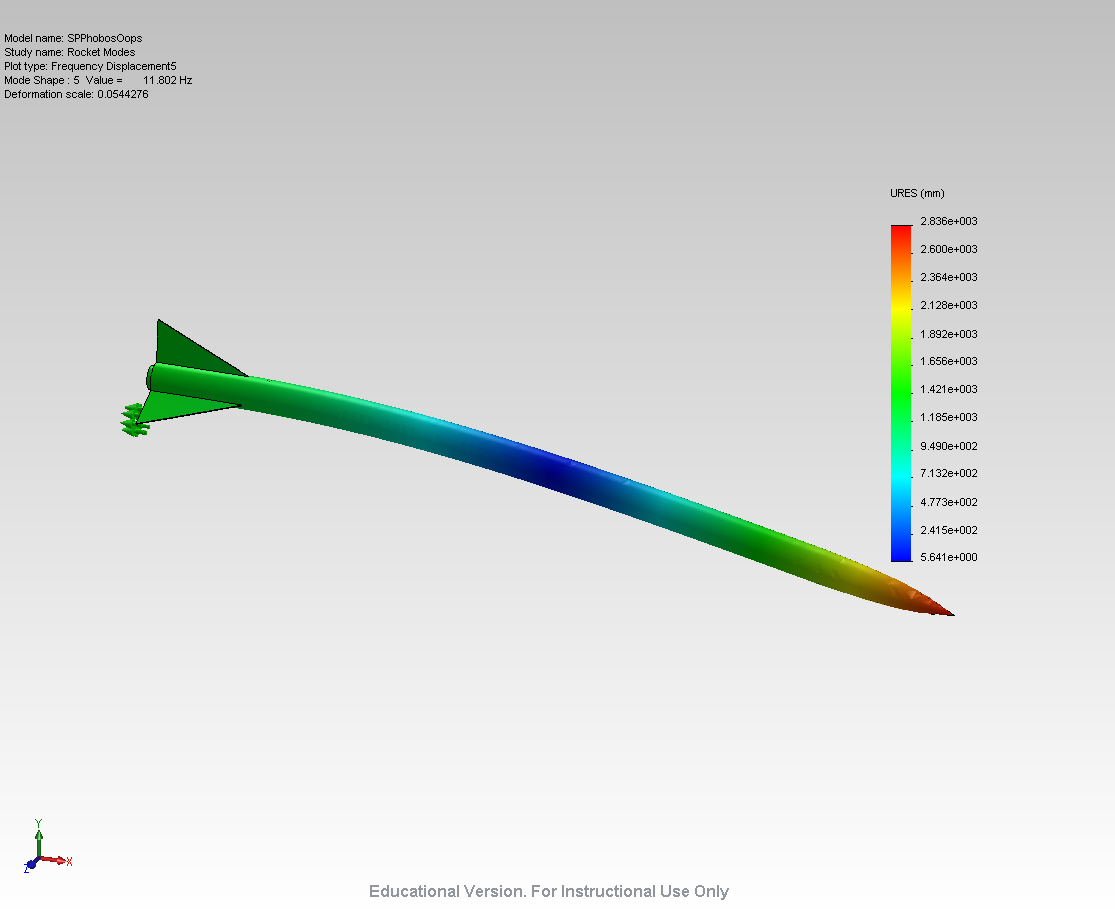 Model name: SPPhobosOops
Study name: Rocket Modes
Plot type: Frequency Displacement5
Mode Shape : 5 Value = 11.802 Hz
Deformation scale: 0.0544276
URES (mm)
2.836e+003
2.600e+003
2.364e+003
2.128e+003
1.892e+003
1.656e+003
1.421e+003
1.185e+003
9.490e+002
7.132e+002
4.773e+002
2.415e+002
5.641e+000
Y
X
Z
Educational Version. For Instructional Use Only